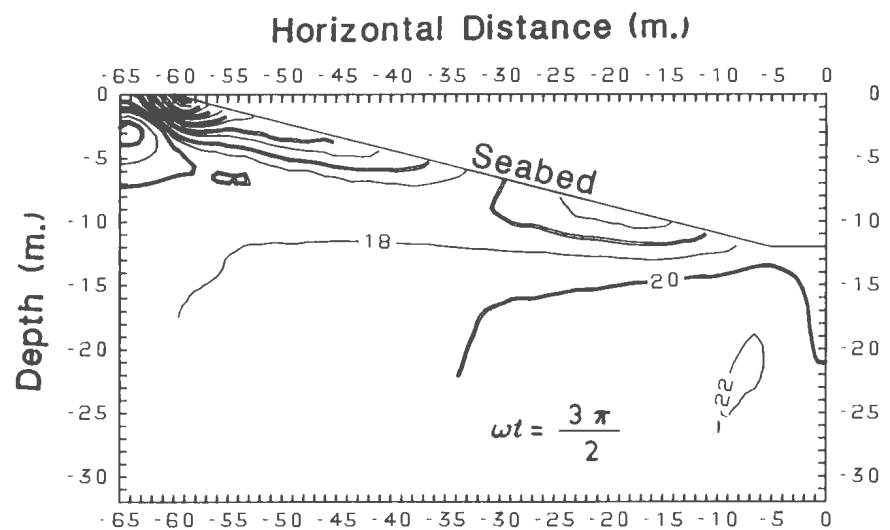 Horizontal Distance (m.)
-65 -60 -55 -50 -45 -40 -35 -30 -25 -20 -15 -10 -5 0
0 0
-5 -5
Seabed
-10 -10
18
-15 -15
20
-20 -20
-22
-25 -25
ωt = 3 π
2
-30 -30
Depth (m.)
-65 -60 -55 -50 -45 -40 -35 -30 -25 -20 -15 -10 -5 0